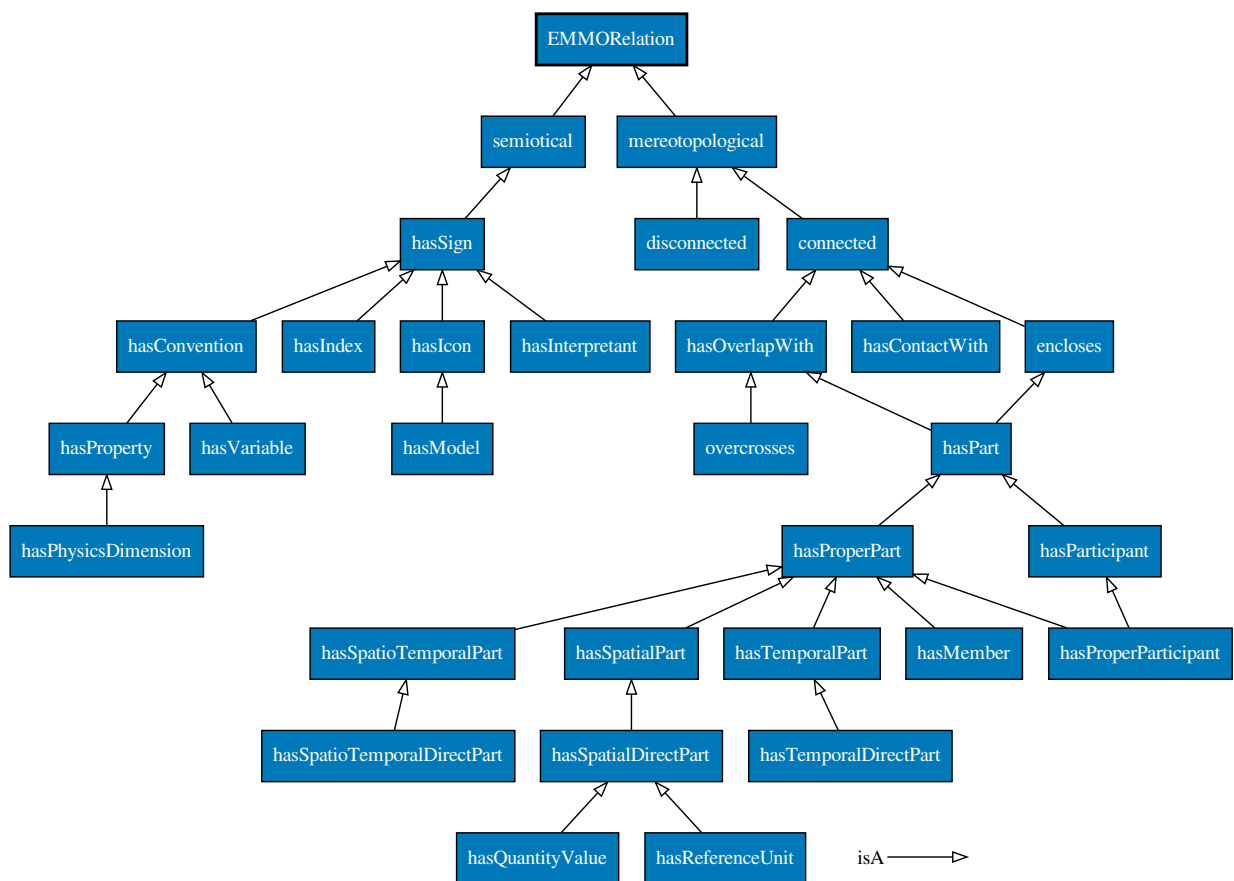 EMMORelation
semiotical
mereotopological
hasSign
disconnected
connected
hasConvention
hasIndex
hasIcon
hasInterpretant
hasOverlapWith
hasContactWith
encloses
hasProperty
hasVariable
hasModel
overcrosses
hasPart
hasPhysicsDimension
hasProperPart
hasParticipant
hasSpatioTemporalPart
hasSpatialPart
hasTemporalPart
hasMember
hasProperParticipant
hasSpatioTemporalDirectPart
hasSpatialDirectPart
hasTemporalDirectPart
hasQuantityValue
hasReferenceUnit
isA